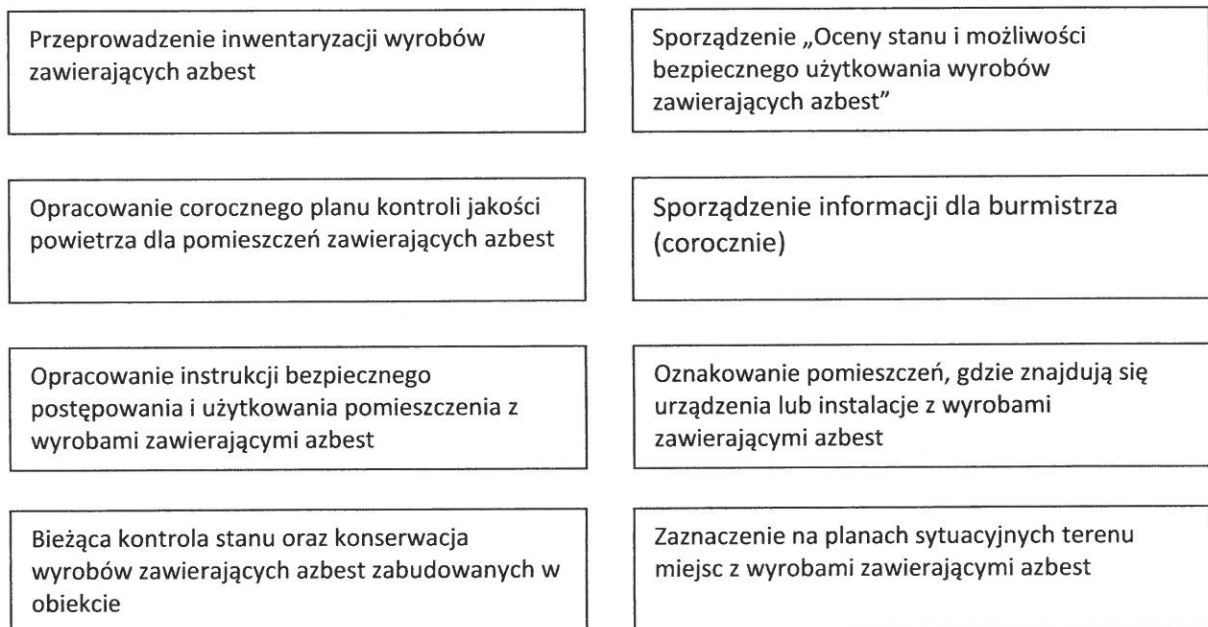 Przeprowadzenie inwentaryzacji wyrobów
zawierających azbest
Sporządzenie „Oceny stanu i możliwości
bezpiecznego użytkowania wyrobów
zawierających azbest”
Opracowanie corocznego planu kontroli jakości
powietrza dla pomieszczeń zawierających azbest
Sporządzenie informacji dla burmistrza
(corocznie)
Opracowanie instrukcji bezpiecznego
postępowania i użytkowania pomieszczenia z
wyrobami zawierającymi azbest
Oznakowanie pomieszczeń, gdzie znajdują się
urządzenia lub instalacje z wyrobami
zawierającymi azbest
Bieżąca kontrola stanu oraz konserwacja
wyrobów zawierających azbest zabudowanych w
obiekcie
Zaznaczenie na planach sytuacyjnych terenu
miejsc z wyrobami zawierającymi azbest